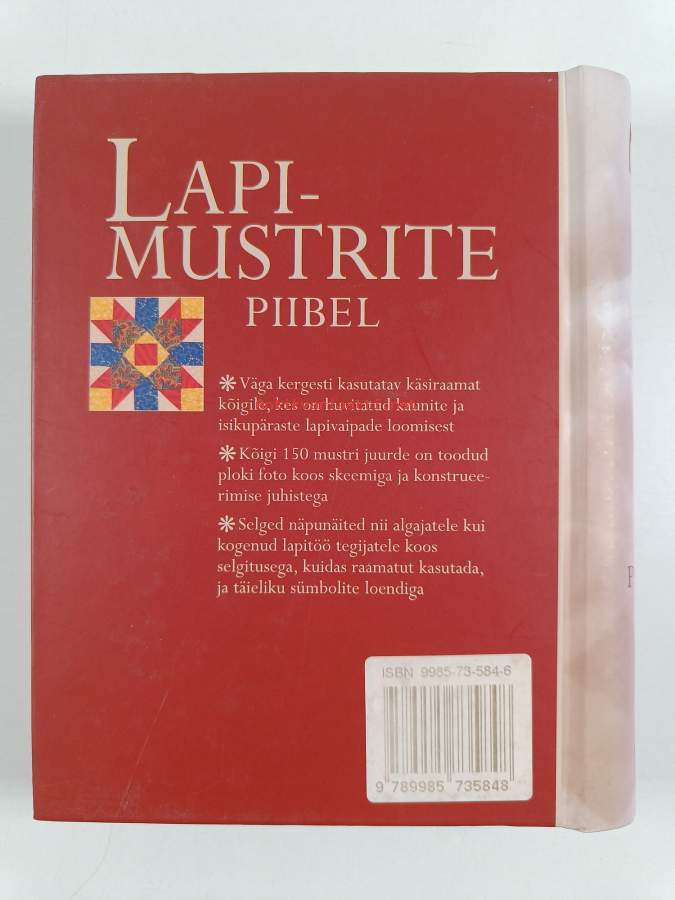 LAPI-
MUSTRITE
PIIBEL
Väga kergesti kasutatav käsiraamat
kõigile, kes on huvitatud kaunite ja
isikupäraste lapivaipade loomisest
Kõigi 150 mustri juurde on toodud
ploki foto koos skeemiga ja konstruee-
rimise juhistega
Selged näpunäited nii algajatele kui
kogenud lapitöö tegijatele koos
selgitusega, kuidas raamatut kasutada,
ja täieliku sümbolite loendiga
ISBN 9985-73-584-6
9 789985 735848